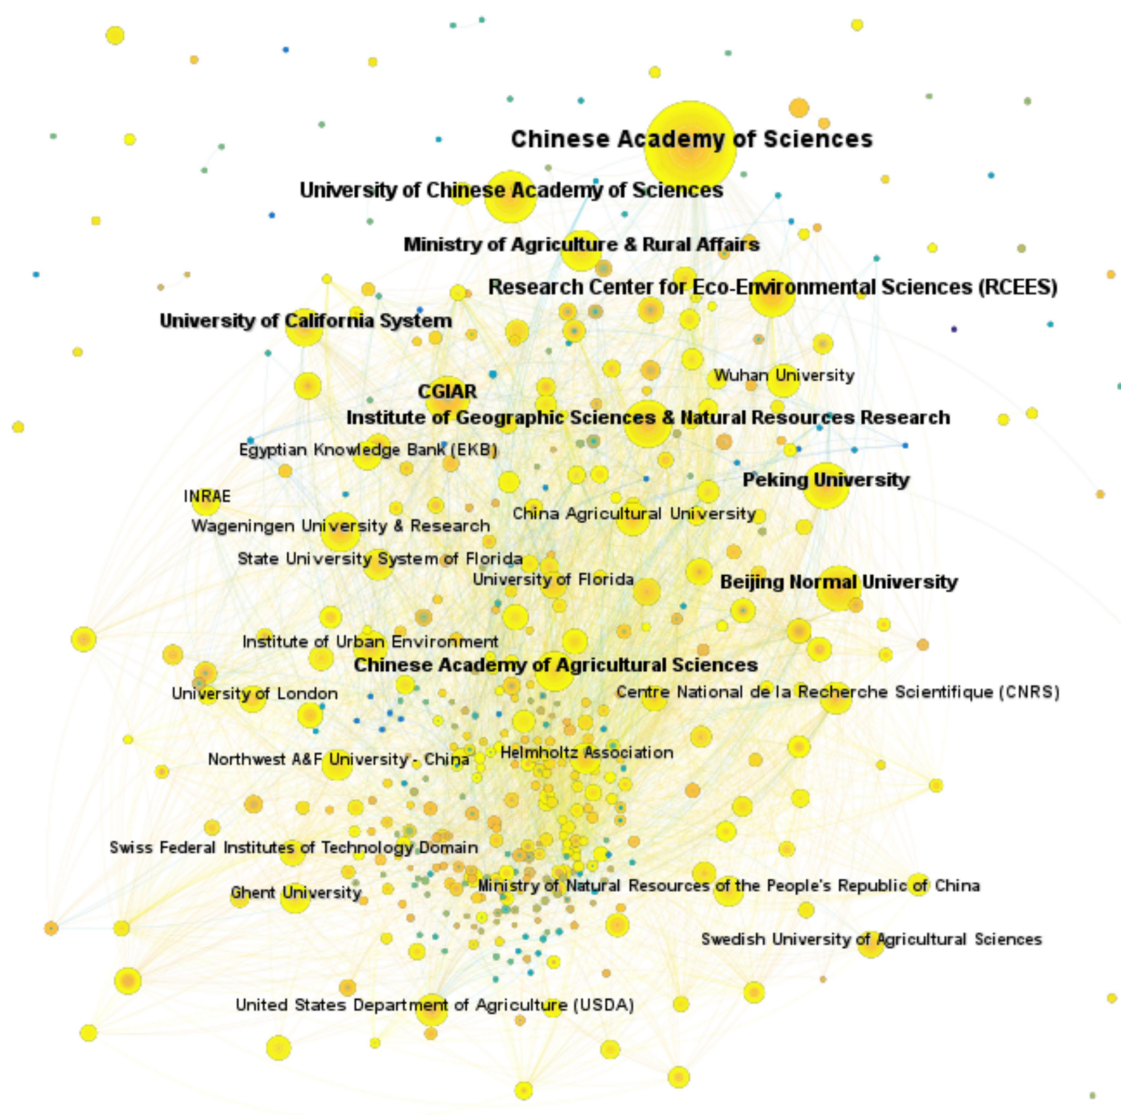 Chinese Academy of Sciences
University of Chinese Academy of Sciences
Ministry of Agriculture & Rural Affairs
Research Center for Eco-Environmental Sciences (RCEES)
University of California System
Wuhan University
CGIAR
Institute of Geographic Sciences & Natural Resources Research
Egyptian Knowledge Bank (EKB)
Peking University
INRAE
China Agricultural University
Wageningen University & Research
State University System of Florida
University of Florida
Beijing Normal University
Institute of Urban Environment
Chinese Academy of Agricultural Sciences
University of London
Centre National de la Recherche Scientifique (CNRS)
Helmholtz Association
Northwest A&F University - China
Swiss Federal Institutes of Technology Domain
Ministry of Natural Resources of the People's Republic of China
Ghent University
Swedish University of Agricultural Sciences
United States Department of Agriculture (USDA)